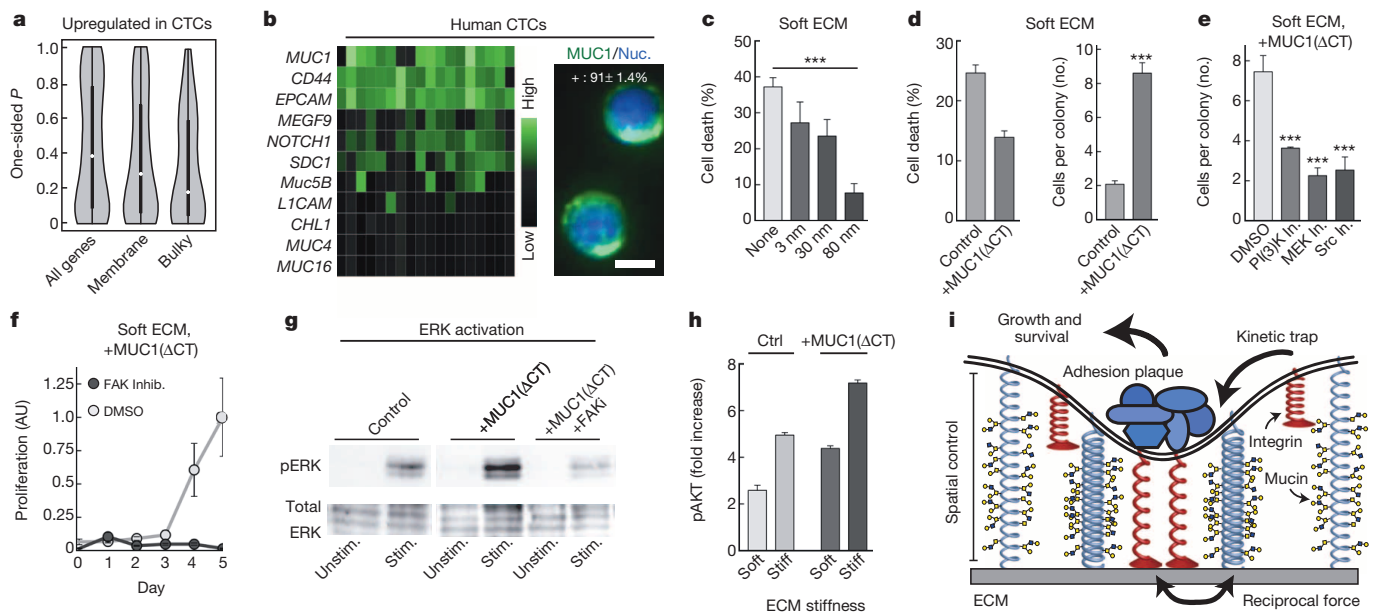 a
Upregulated in CTCs
One-sided P
1.0
0.8
0.6
0.4
0.2
0
All genes
Membrane
Bulky
b
Human CTCs
MUC1
CD44
EPCAM
MEGF9
NOTCH1
SDC1
Muc5B
L1CAM
CHL1
MUC4
MUC16
High
Low
MUC1/Nuc.
+ : 91± 1.4%
c
Soft ECM
Cell death (%)
50
40
30
20
10
0
***
None
3 nm
30 nm
80 nm
d
Soft ECM
Cell death (%)
30
20
10
0
Control
+MUC1(ΔCT)
Cells per colony (no.)
10
8
6
4
2
0
***
Control
+MUC1(ΔCT)
e
Soft ECM,
+MUC1(ΔCT)
Cells per colony (no.)
10
8
6
4
2
0
***
***
***
DMSO
PI(3)K In.
MEK In.
Src In.
f
Soft ECM,
+MUC1(ΔCT)
Proliferation (AU)
1.25
1.0
0.75
0.50
0.25
0
FAK Inhib.
DMSO
0 1 2 3 4 5
Day
g
ERK activation
Control
+MUC1(ΔCT)
+MUC1(ΔCT)
+FAKi
pERK
Total
ERK
Unstim.
Stim.
Unstim.
Stim.
Unstim.
Stim.
h
Ctrl
+MUC1(ΔCT)
pAKT (fold increase)
8
6
4
2
0
Soft
Stiff
Soft
Stiff
ECM stiffness
i
Growth and
survival
Kinetic trap
Adhesion plaque
Spatial control
Integrin
Mucin
ECM
Reciprocal force